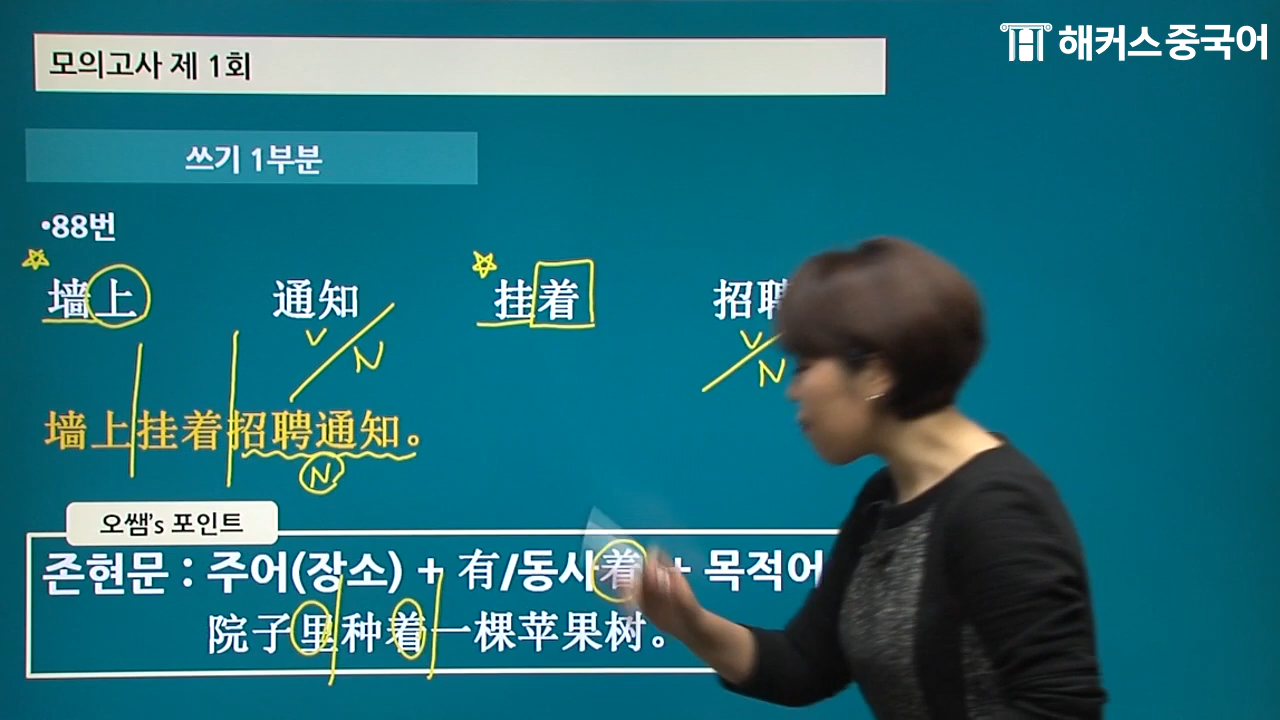 해커스중국어
모의고사 제 1회
쓰기 1부분
•88번
墙上 通知 挂着 招聘
V N V N
墙上挂着招聘通知。
N
오쌤's 포인트
존현문 : 주어(장소) + 有/동사着 + 목적어
院子里种着一棵苹果树。